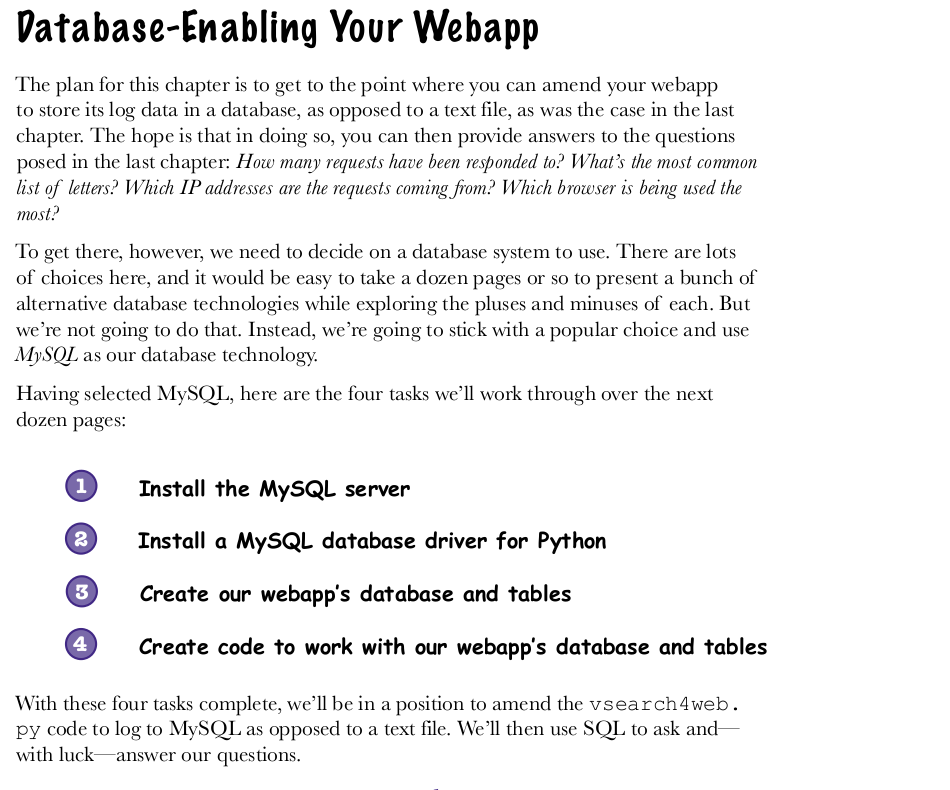 Database-Enabling Your Webapp
The plan for this chapter is to get to the point where you can amend your webapp
to store its log data in a database, as opposed to a text file, as was the case in the last
chapter. The hope is that in doing so, you can then provide answers to the questions
posed in the last chapter: How many requests have been responded to? What’s the most common
list of letters? Which IP addresses are the requests coming from? Which browser is being used the
most?
To get there, however, we need to decide on a database system to use. There are lots
of choices here, and it would be easy to take a dozen pages or so to present a bunch of
alternative database technologies while exploring the pluses and minuses of each. But
we’re not going to do that. Instead, we’re going to stick with a popular choice and use
MySQL as our database technology.
Having selected MySQL, here are the four tasks we’ll work through over the next
dozen pages:
1 Install the MySQL server
2 Install a MySQL database driver for Python
3 Create our webapp’s database and tables
4 Create code to work with our webapp’s database and tables
With these four tasks complete, we’ll be in a position to amend the vsearch4web.
py code to log to MySQL as opposed to a text file. We’ll then use SQL to ask and—
with luck—answer our questions.